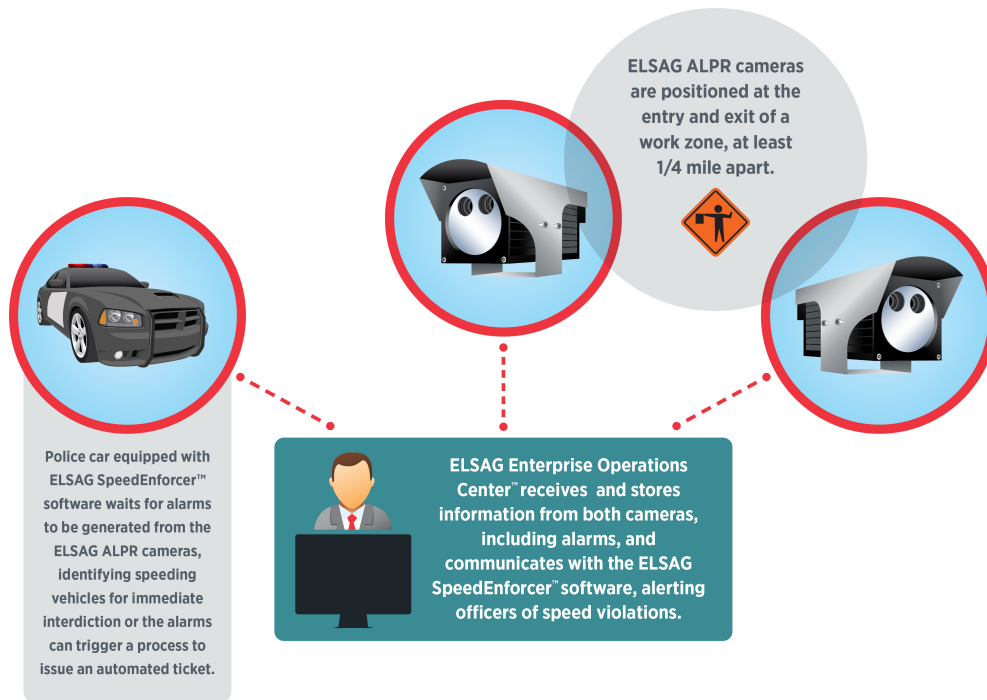 ELSAG ALPR cameras
are positioned at the
entry and exit of a
work zone, at least
1/4 mile apart.
Police car equipped with
ELSAG SpeedEnforcer™
software waits for alarms
to be generated from the
ELSAG ALPR cameras,
identifying speeding
vehicles for immediate
interdiction or the alarms
can trigger a process to
issue an automated ticket.
ELSAG Enterprise Operations
Center™ receives and stores
information from both cameras,
including alarms, and
communicates with the ELSAG
SpeedEnforcer™ software, alerting
officers of speed violations.